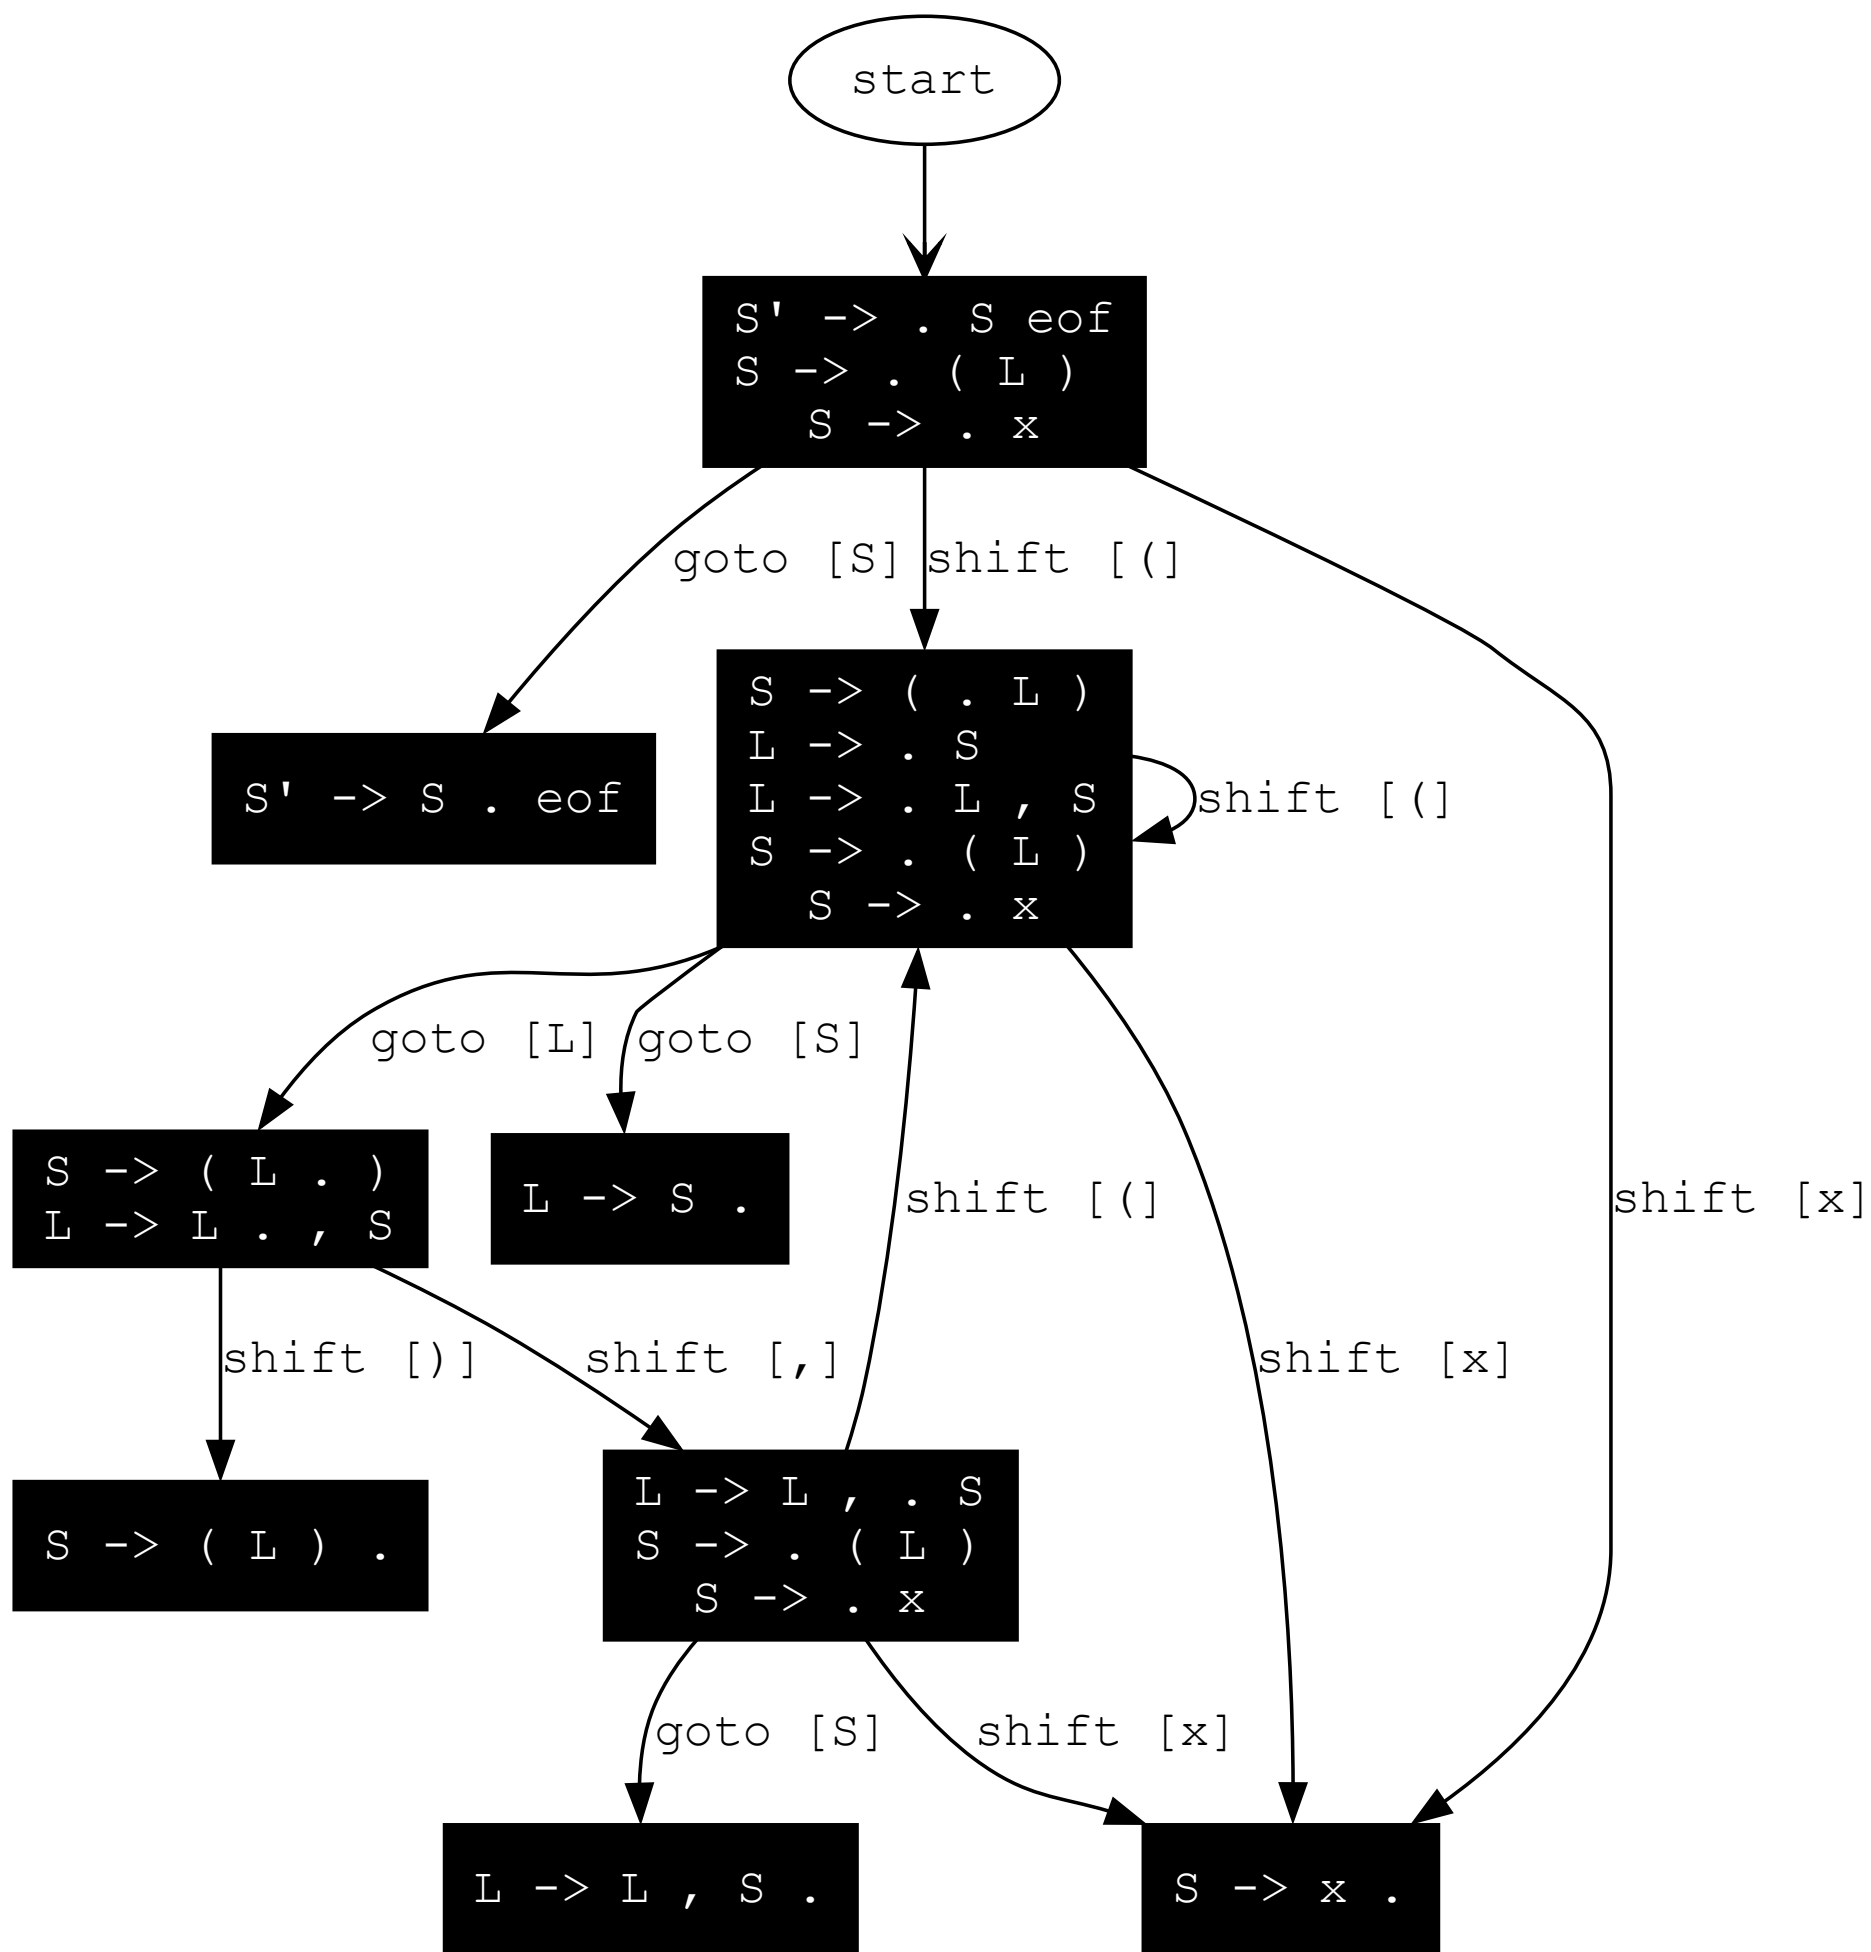 start
S' -> . S eof
S -> . ( L )
S -> . x
goto [S]
shift [(]
S -> ( . L )
L -> . S
L -> . L , S
S -> . ( L )
S -> . x
shift [(]
S' -> S . eof
goto [L]
goto [S]
S -> ( L . )
L -> L . , S
L -> S .
shift [(]
shift [x]
shift [)]
shift [,]
shift [x]
S -> ( L ) .
L -> L , . S
S -> . ( L )
S -> . x
goto [S]
shift [x]
L -> L , S .
S -> x .